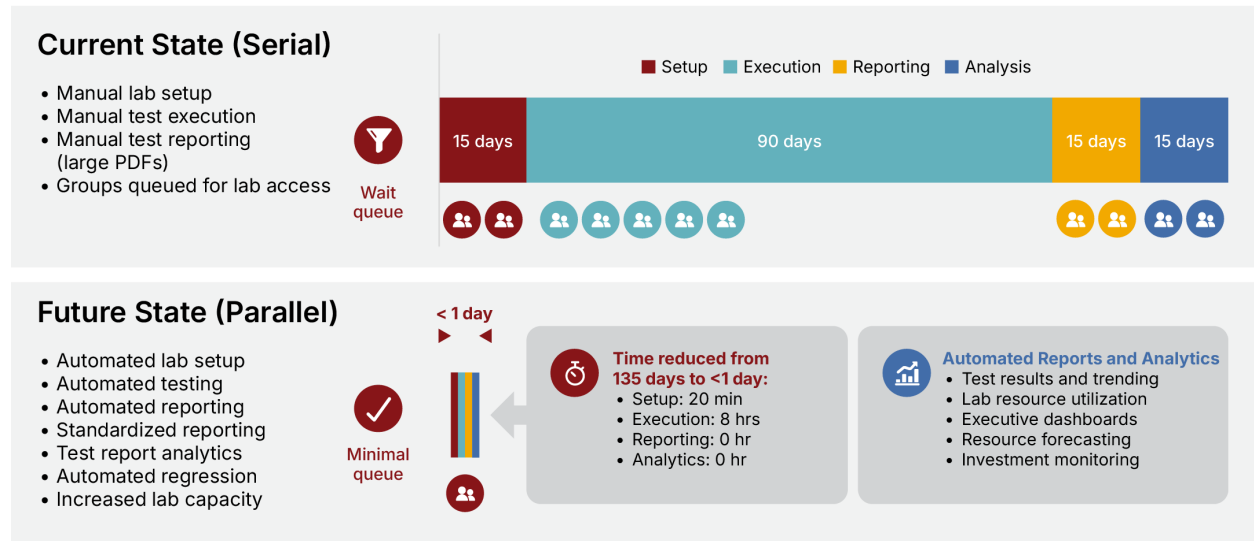 Current State (Serial)
• Manual lab setup
• Manual test execution
• Manual test reporting
(large PDFs)
• Groups queued for lab access
Wait
queue
Setup
Execution
Reporting
Analysis
15 days
90 days
15 days
15 days
Future State (Parallel)
• Automated lab setup
• Automated testing
• Automated reporting
• Standardized reporting
• Test report analytics
• Automated regression
• Increased lab capacity
Minimal
queue
< 1 day
Time reduced from
135 days to <1 day:
• Setup: 20 min
• Execution: 8 hrs
• Reporting: 0 hr
• Analytics: 0 hr
Automated Reports and Analytics
• Test results and trending
• Lab resource utilization
• Executive dashboards
• Resource forecasting
• Investment monitoring